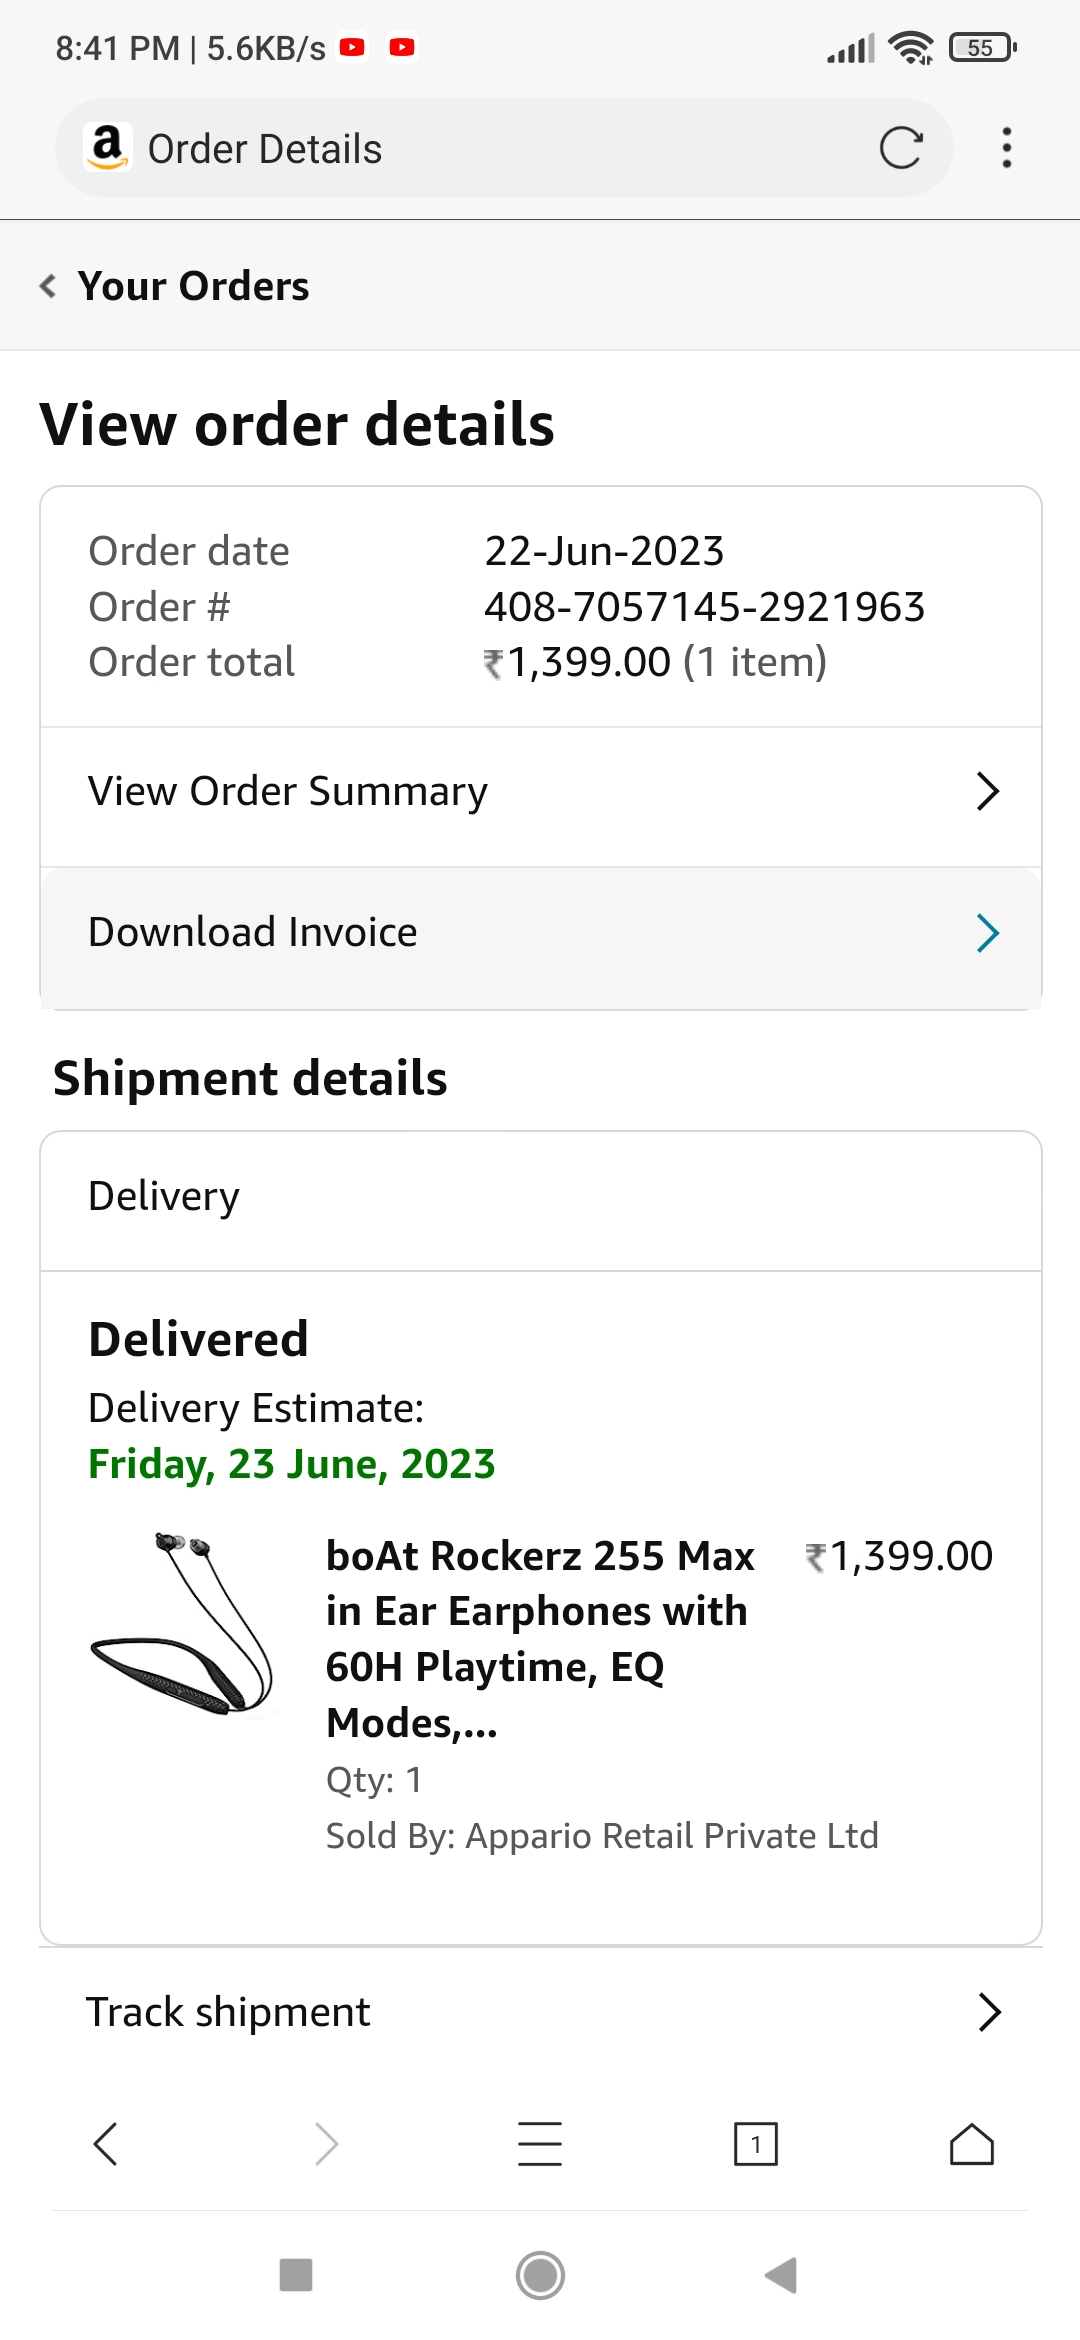 8:41 PM | 5.6KB/s
55
a Order Details
Your Orders
View order details
Order date 22-Jun-2023
Order # 408-7057145-2921963
Order total ₹1,399.00 (1 item)
View Order Summary
Download Invoice
Shipment details
Delivery
Delivered
Delivery Estimate:
Friday, 23 June, 2023
boAt Rockerz 255 Max ₹1,399.00
in Ear Earphones with
60H Playtime, EQ
Modes,...
Qty: 1
Sold By: Appario Retail Private Ltd
Track shipment
1